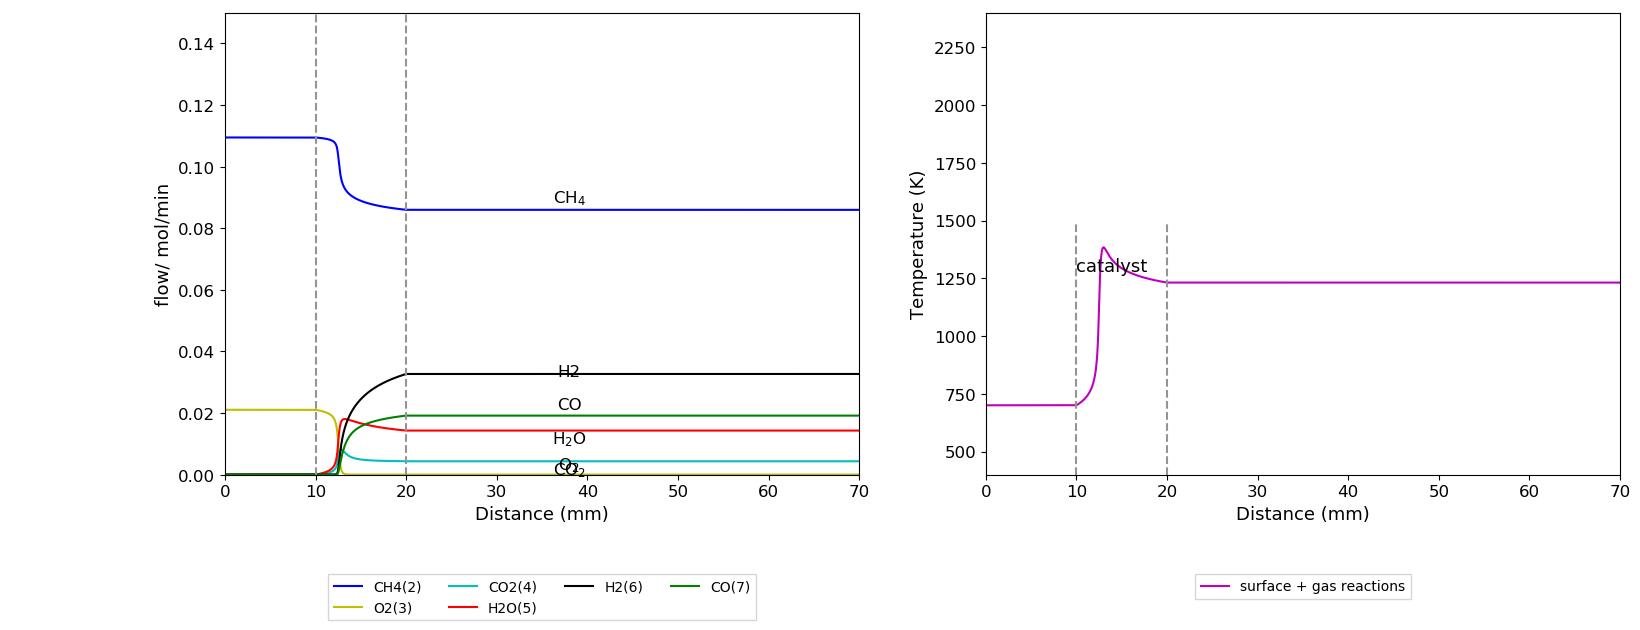 0.14
0.12
0.10
0.08
0.06
0.04
0.02
0.00
flow/ mol/min
CH₄
H2
CO
H₂O
O₂
CO₂
0 10 20 30 40 50 60 70
Distance (mm)
CH4(2) CO2(4) H2(6) CO(7)
O2(3) H2O(5)
2250
2000
1750
1500
1250
1000
750
500
Temperature (K)
catalyst
0 10 20 30 40 50 60 70
Distance (mm)
surface + gas reactions